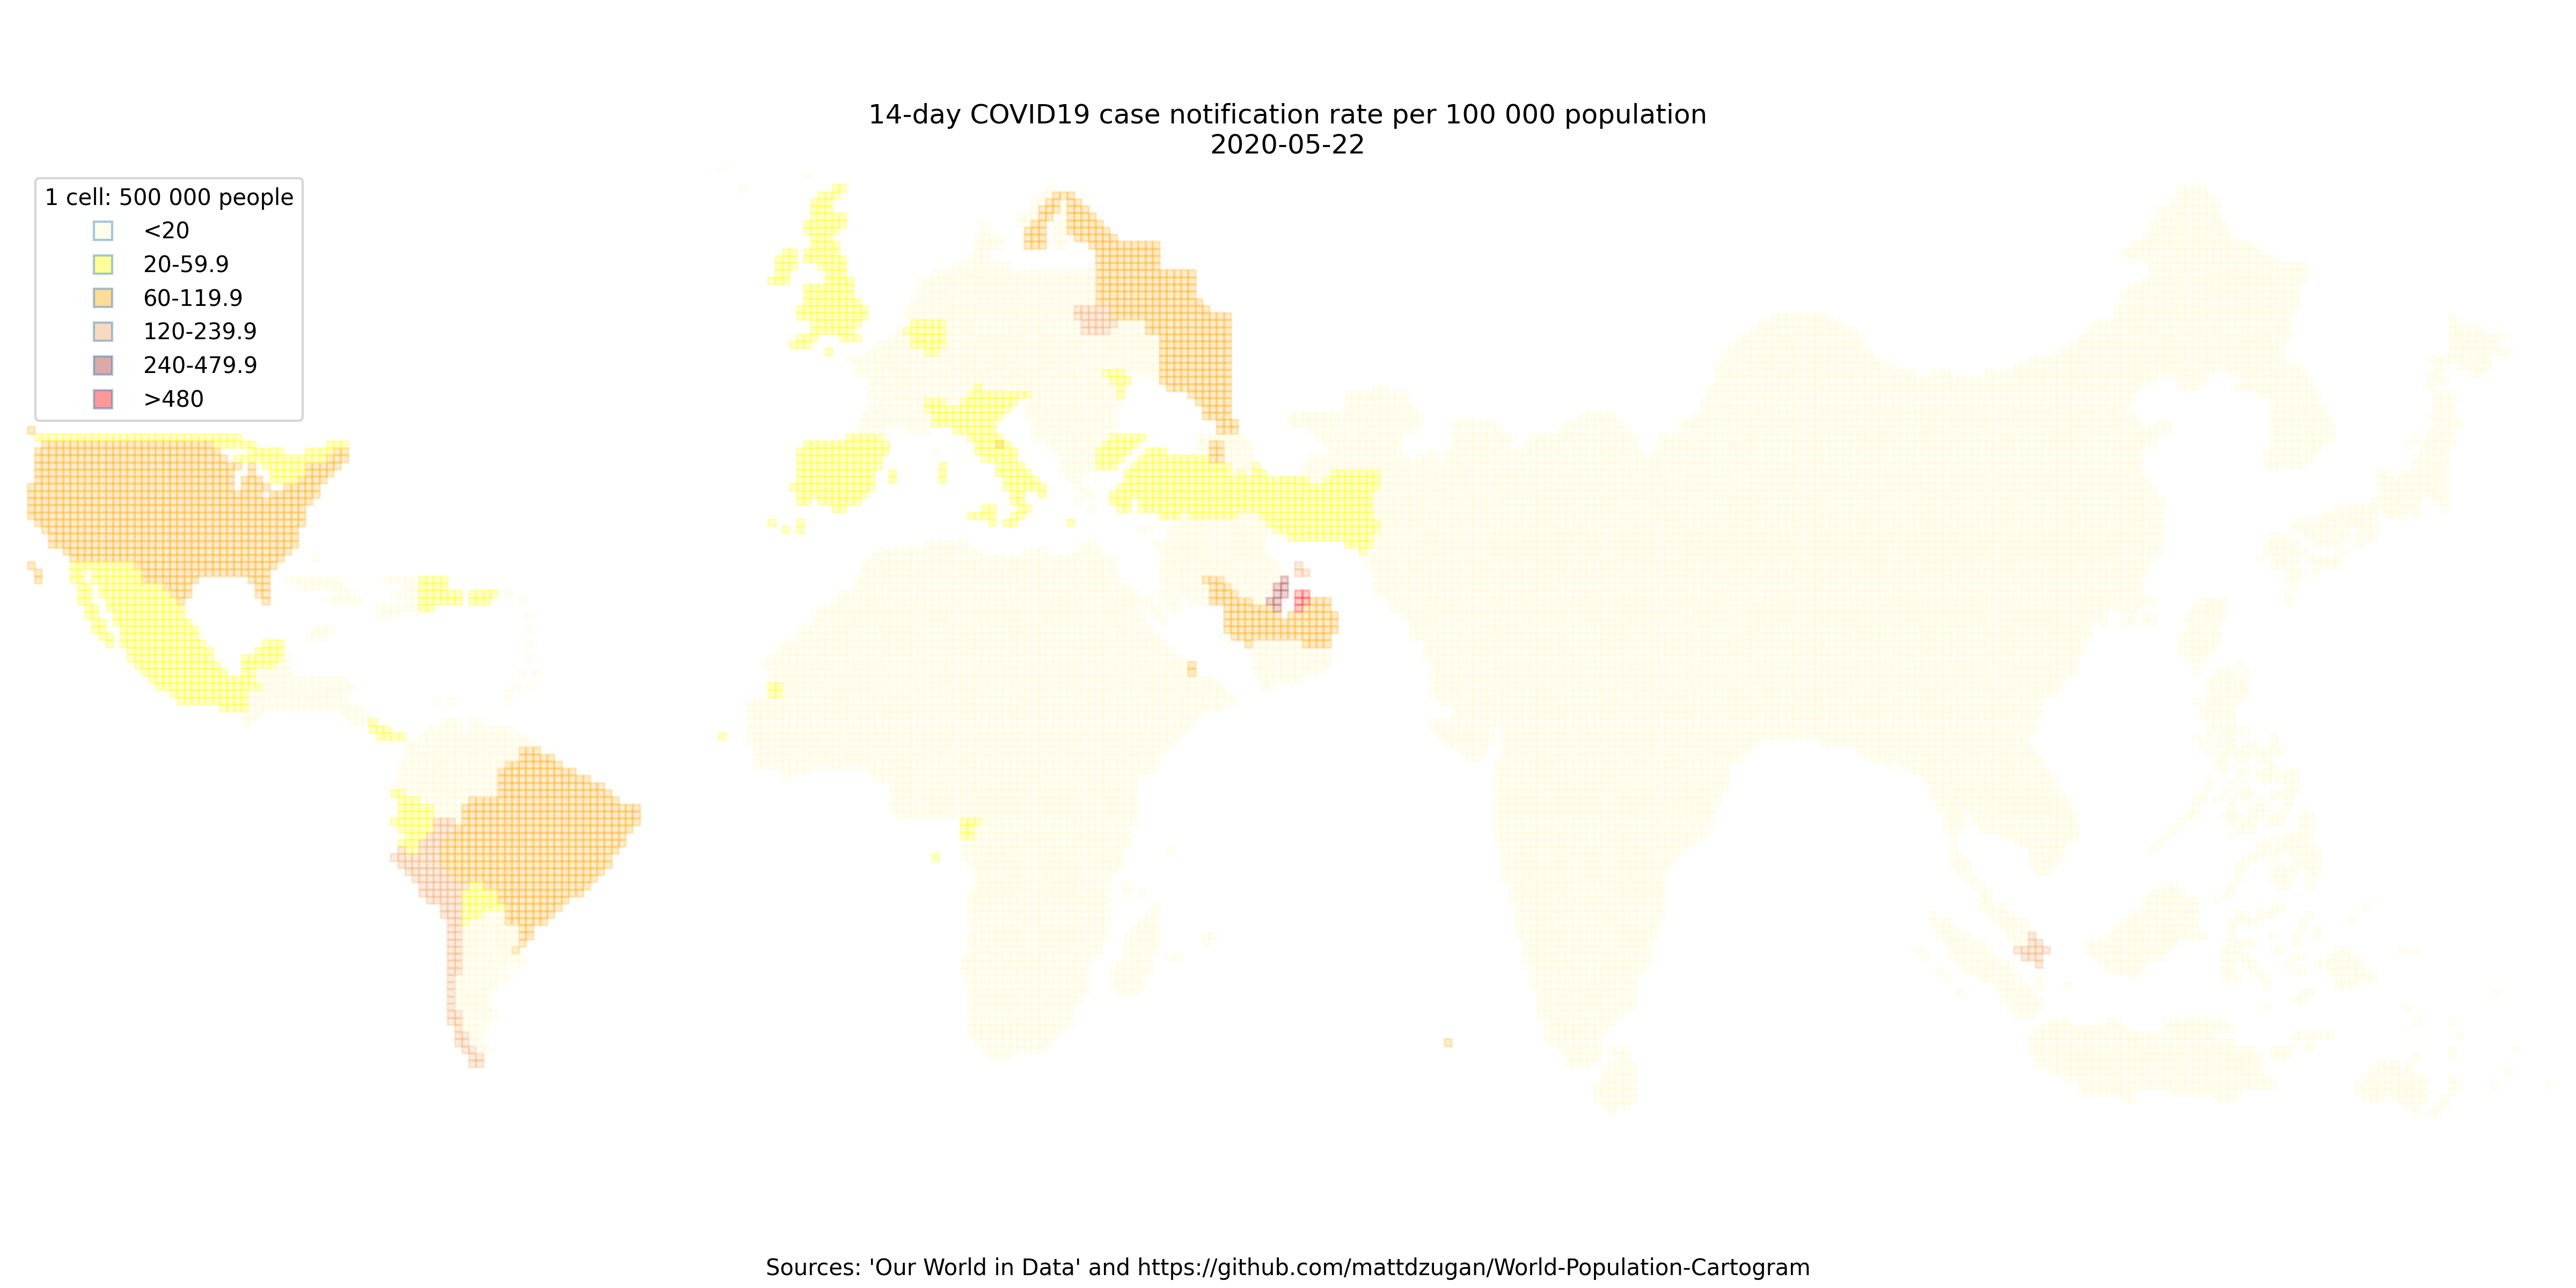 14-day COVID19 case notification rate per 100 000 population
2020-05-22
1 cell: 500 000 people
<20
20-59.9
60-119.9
120-239.9
240-479.9
>480
Sources: 'Our World in Data' and https://github.com/mattdzugan/World-Population-Cartogram